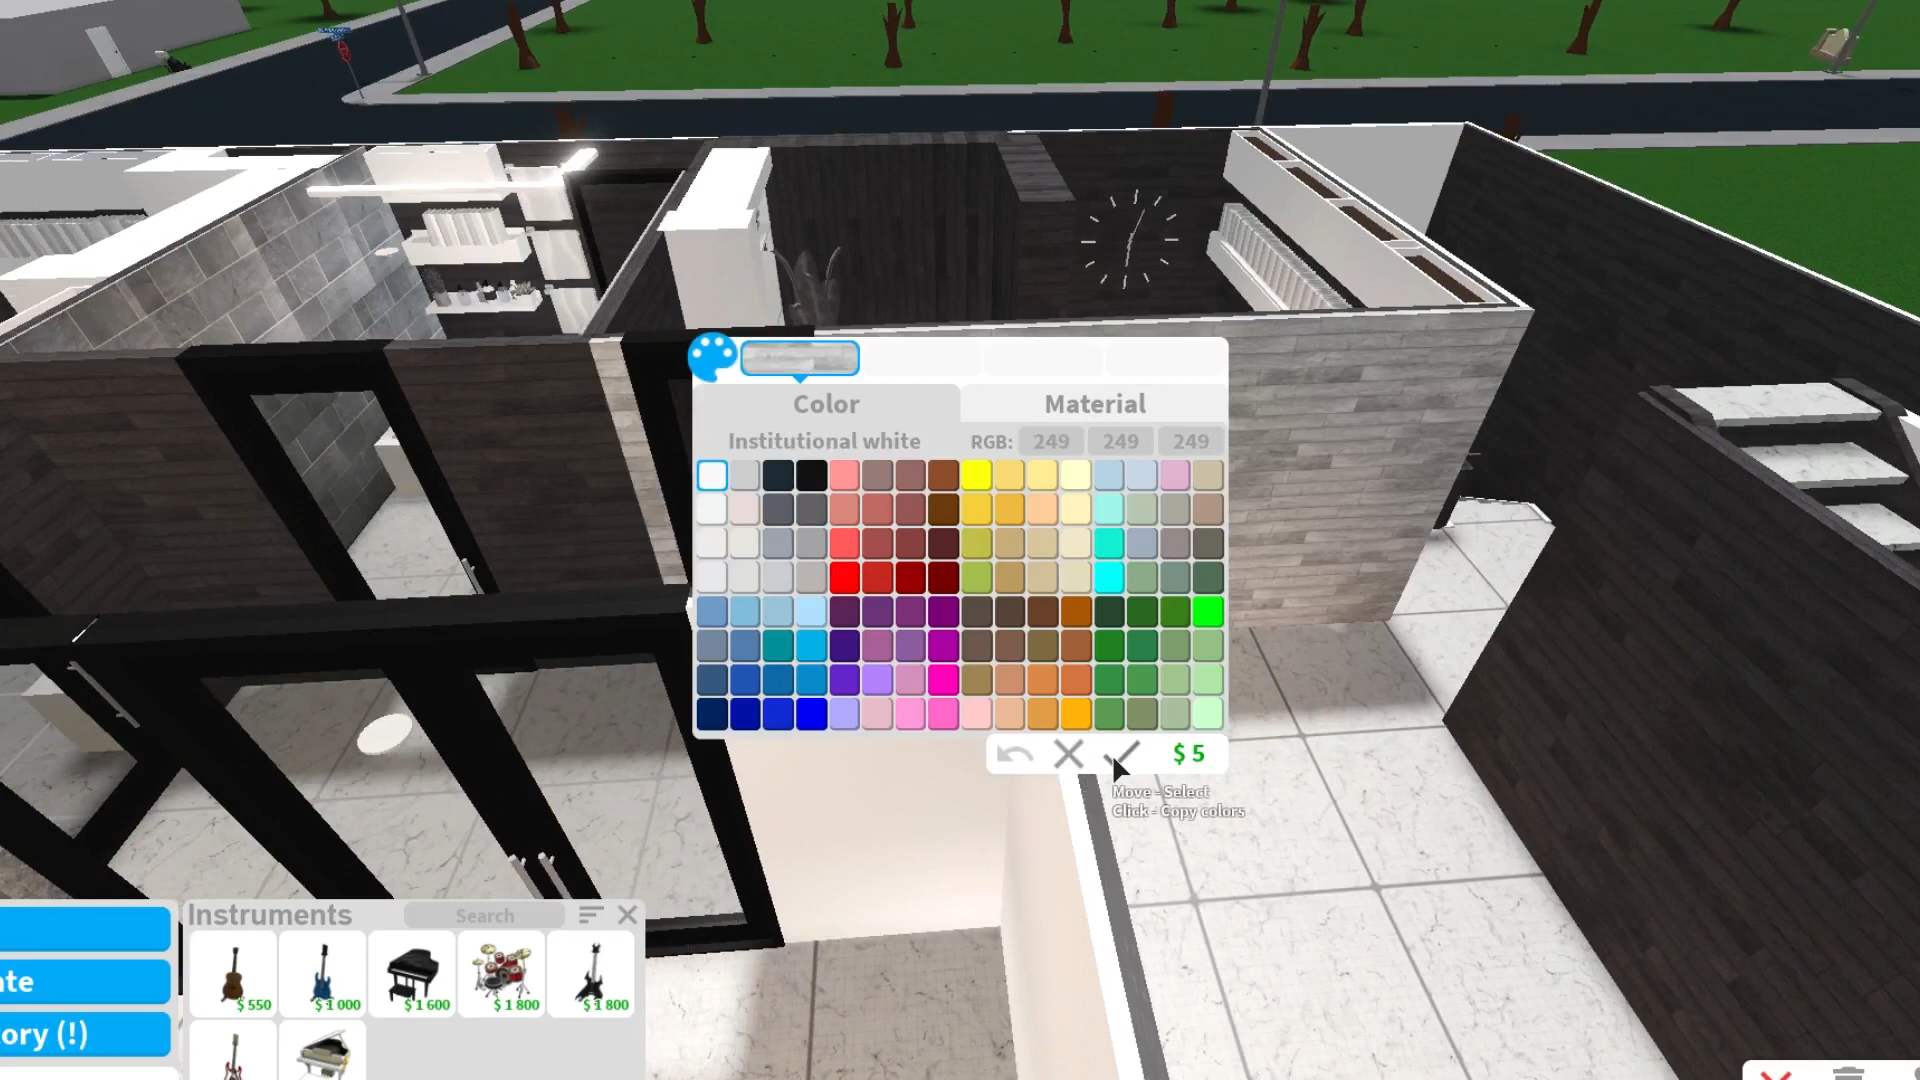 Color
Material
Institutional white
RGB: 249 249 249
$ 5
Move - Select
Click - Copy colors
Instruments
Search
$ 550
$ 1 000
$ 1 600
$ 1 800
$ 1 800
ate
ory (!)